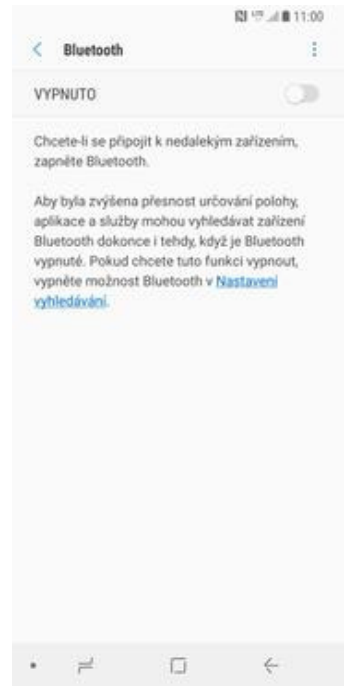 11:00
Bluetooth
VYPNUTO
Chcete-li se připojit k nedalekým zařízením,
zapněte Bluetooth.
Aby byla zvýšena přesnost určování polohy,
aplikace a služby mohou vyhledávat zařízení
Bluetooth dokonce i tehdy, když je Bluetooth
vypnuté. Pokud chcete tuto funkci vypnout,
vypněte možnost Bluetooth v Nastavení
vyhledávání.